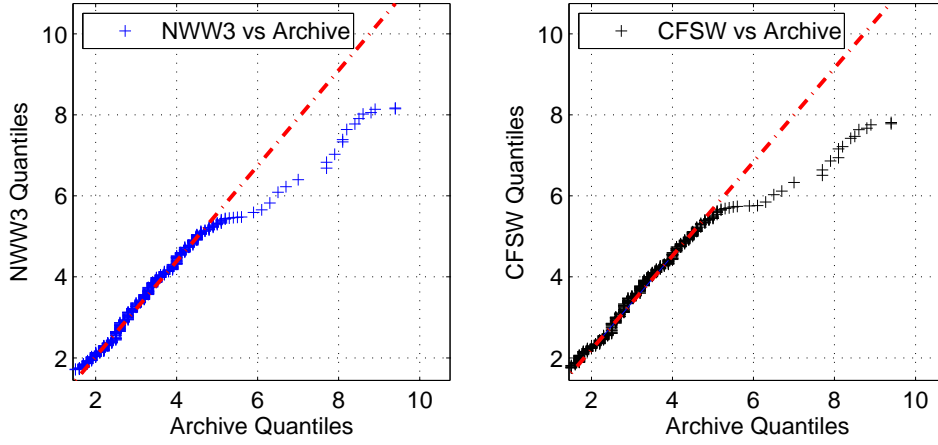 NWW3 vs Archive
NWW3 Quantiles
10
8
6
4
2
2 4 6 8 10
Archive Quantiles
CFSW vs Archive
CFSW Quantiles
10
8
6
4
2
2 4 6 8 10
Archive Quantiles